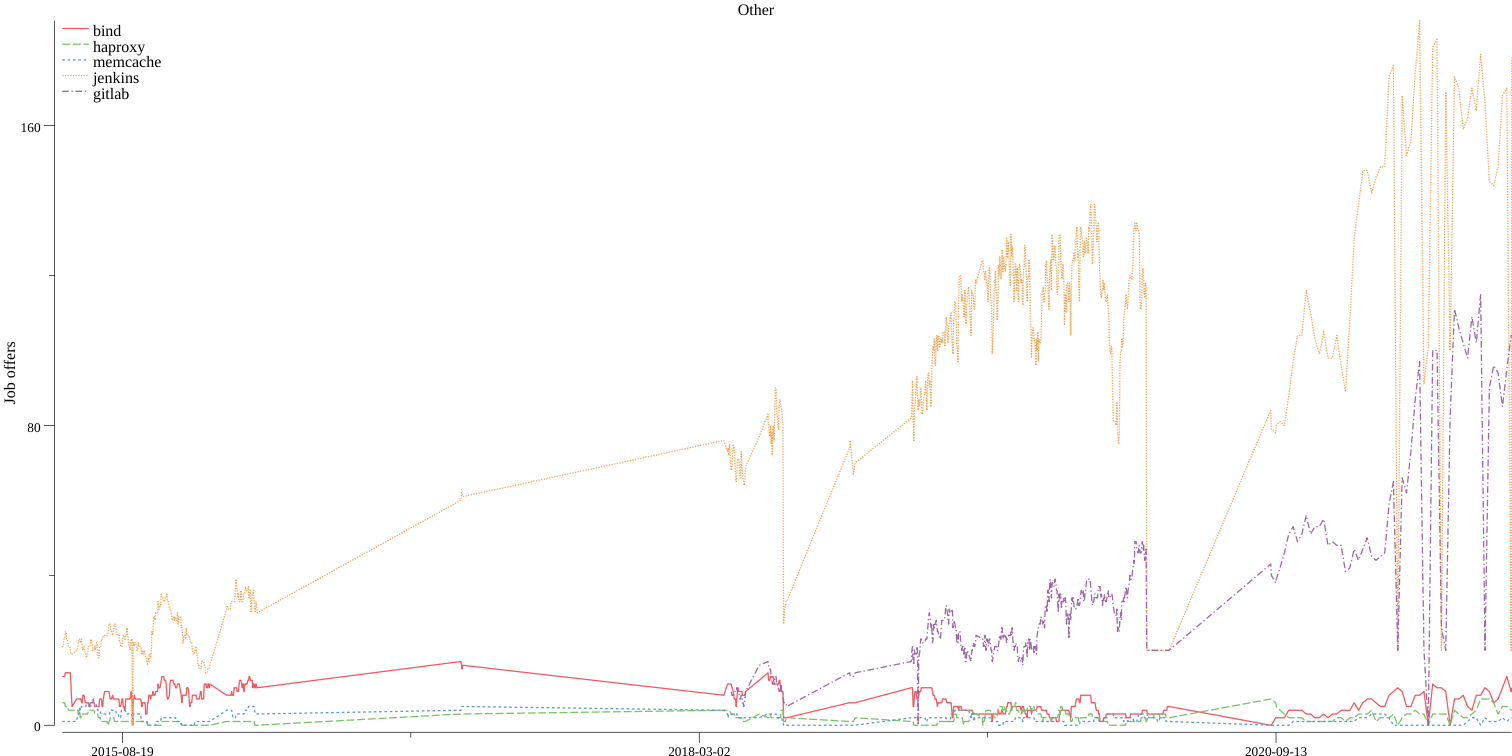 Other
bind
haproxy
memcache
jenkins
gitlab
160
80
0
Job offers
2015-08-19
2018-03-02
2020-09-13